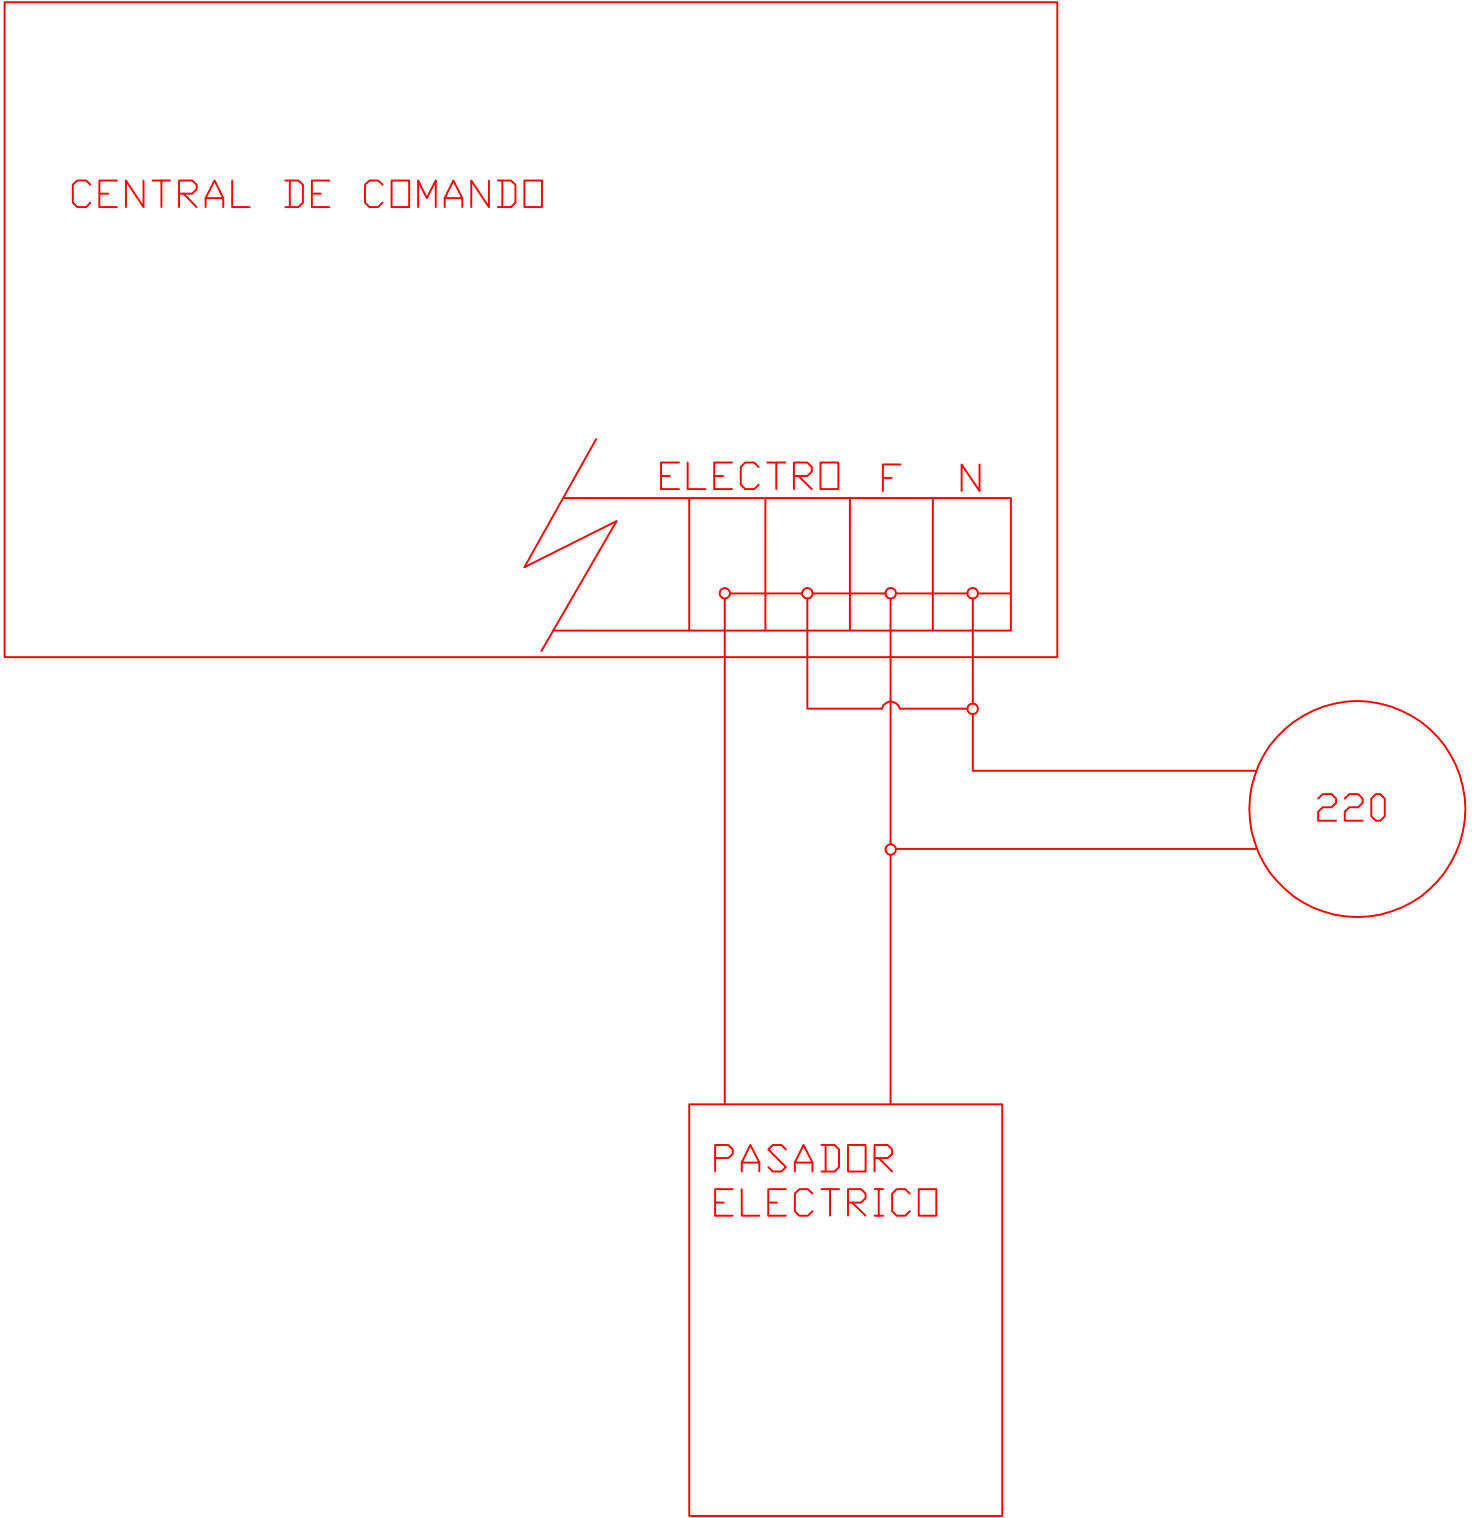 CENTRAL DE COMANDO
ELECTRO F N
220
PASADOR
ELECTRICO